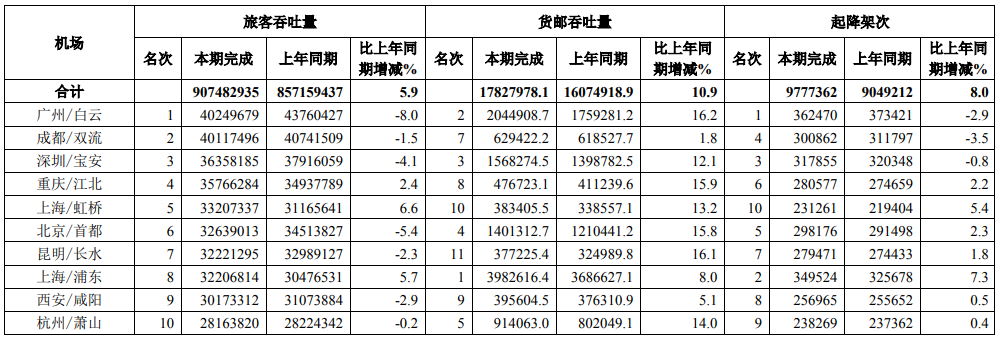 机场 旅客吞吐量 货邮吞吐量 起降架次
名次 本期完成 上年同期 比上年同期增减% 名次 本期完成 上年同期 比上年同期增减% 名次 本期完成 上年同期 比上年同期增减%
合计 907482935 857159437 5.9 17827978.1 16074918.9 10.9 9777362 9049212 8.0
广州/白云 1 40249679 43760427 -8.0 2 2044908.7 1759281.2 16.2 1 362470 373421 -2.9
成都/双流 2 40117496 40741509 -1.5 7 629422.2 618527.7 1.8 4 300862 311797 -3.5
深圳/宝安 3 36358185 37916059 -4.1 3 1568274.5 1398782.5 12.1 3 317855 320348 -0.8
重庆/江北 4 35766284 34937789 2.4 8 476723.1 411239.6 15.9 6 280577 274659 2.2
上海/虹桥 5 33207337 31165641 6.6 10 383405.5 338557.1 13.2 10 231261 219404 5.4
北京/首都 6 32639013 34513827 -5.4 4 1401312.7 1210441.2 15.8 5 298176 291498 2.3
昆明/长水 7 32221295 32989127 -2.3 11 377225.4 324989.8 16.1 7 279471 274433 1.8
上海/浦东 8 32206814 30476531 5.7 1 3982616.4 3686627.1 8.0 2 349524 325678 7.3
西安/咸阳 9 30173312 31073884 -2.9 9 395604.5 376310.9 5.1 8 256965 255652 0.5
杭州/萧山 10 28163820 28224342 -0.2 5 914063.0 802049.1 14.0 9 238269 237362 0.4